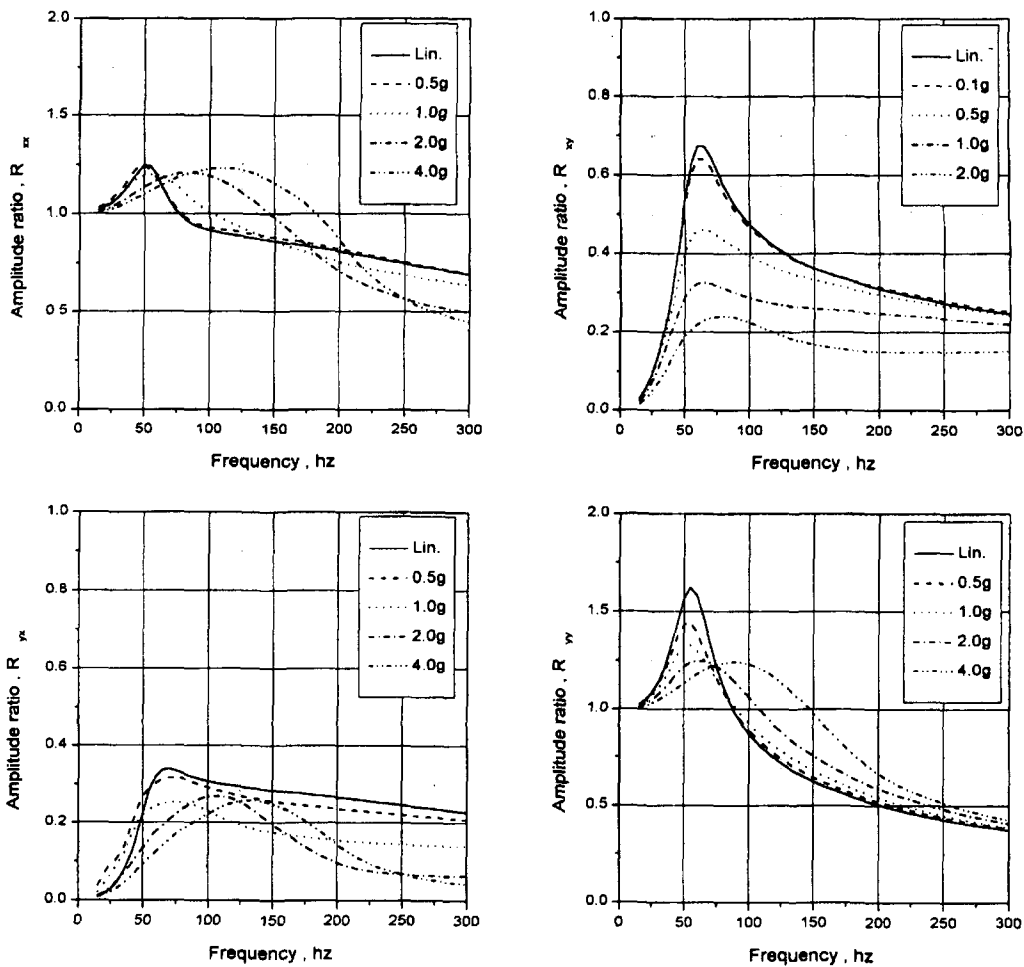 2.0
1.5
1.0
0.5
0.0
Amplitude ratio , R xx
Lin.
0.5g
1.0g
2.0g
4.0g
0 50 100 150 200 250 300
Frequency , hz
1.0
0.8
0.6
0.4
0.2
0.0
Amplitude ratio , R xy
Lin.
0.1g
0.5g
1.0g
2.0g
0 50 100 150 200 250 300
Frequency , hz
1.0
0.8
0.6
0.4
0.2
0.0
Amplitude ratio , R yx
Lin.
0.5g
1.0g
2.0g
4.0g
0 50 100 150 200 250 300
Frequency , hz
2.0
1.5
1.0
0.5
0.0
Amplitude ratio , R yy
Lin.
0.5g
1.0g
2.0g
4.0g
0 50 100 150 200 250 300
Frequency , hz